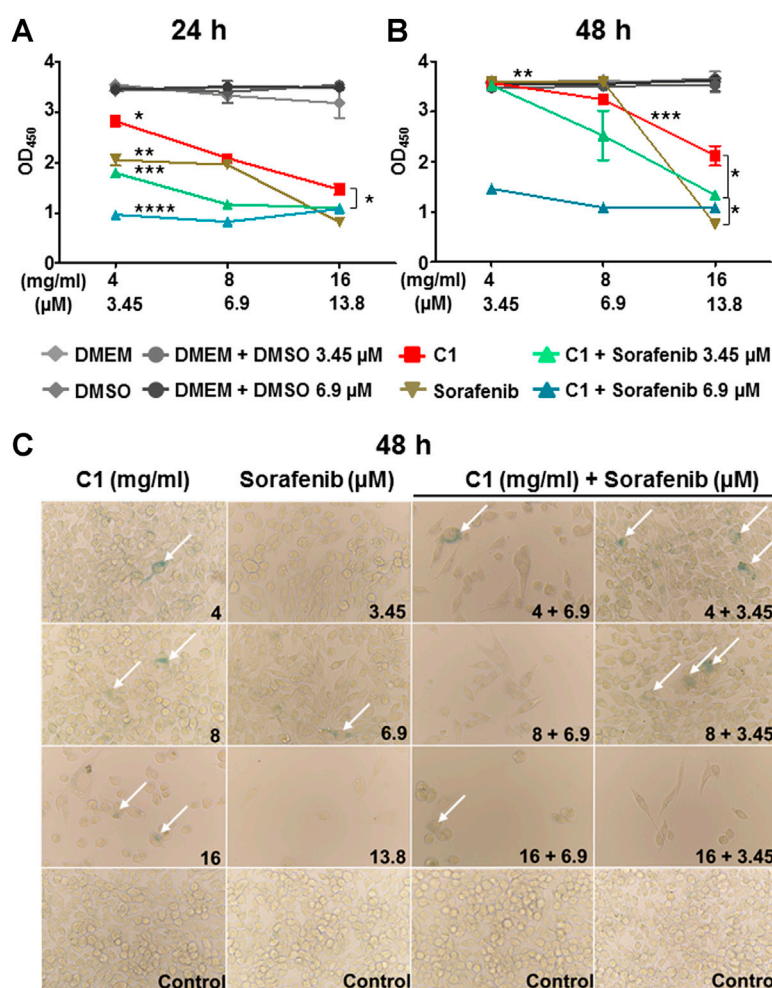 A
24 h
B
48 h
4
3
2
1
0
OD450
*
**
***
****
*
4
3
2
1
0
OD450
**
***
*
*
(mg/ml) 4 8 16
(μM) 3.45 6.9 13.8
(mg/ml) 4 8 16
(μM) 3.45 6.9 13.8
DMEM
DMEM + DMSO 3.45 μM
C1
C1 + Sorafenib 3.45 μM
DMSO
DMEM + DMSO 6.9 μM
Sorafenib
C1 + Sorafenib 6.9 μM
C
48 h
C1 (mg/ml)
Sorafenib (μM)
C1 (mg/ml) + Sorafenib (μM)
4
3.45
4 + 6.9
4 + 3.45
8
6.9
8 + 6.9
8 + 3.45
16
13.8
16 + 6.9
16 + 3.45
Control
Control
Control
Control